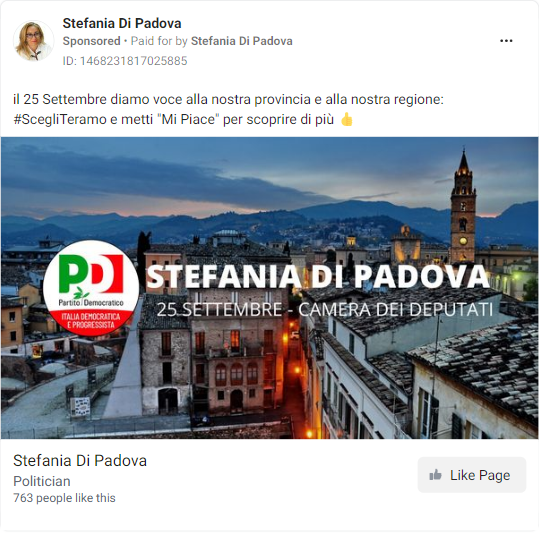 Stefania Di Padova
Sponsored • Paid for by Stefania Di Padova
ID: 1468231817025885
il 25 Settembre diamo voce alla nostra provincia e alla nostra regione:
#ScegliTeramo e metti "Mi Piace" per scoprire di più 👍
PD
Partito Democratico
ITALIA DEMOCRATICA
E PROGRESSISTA
STEFANIA DI PADOVA
25 SETTEMBRE - CAMERA DEI DEPUTATI
Stefania Di Padova
Politician
763 people like this
Like Page